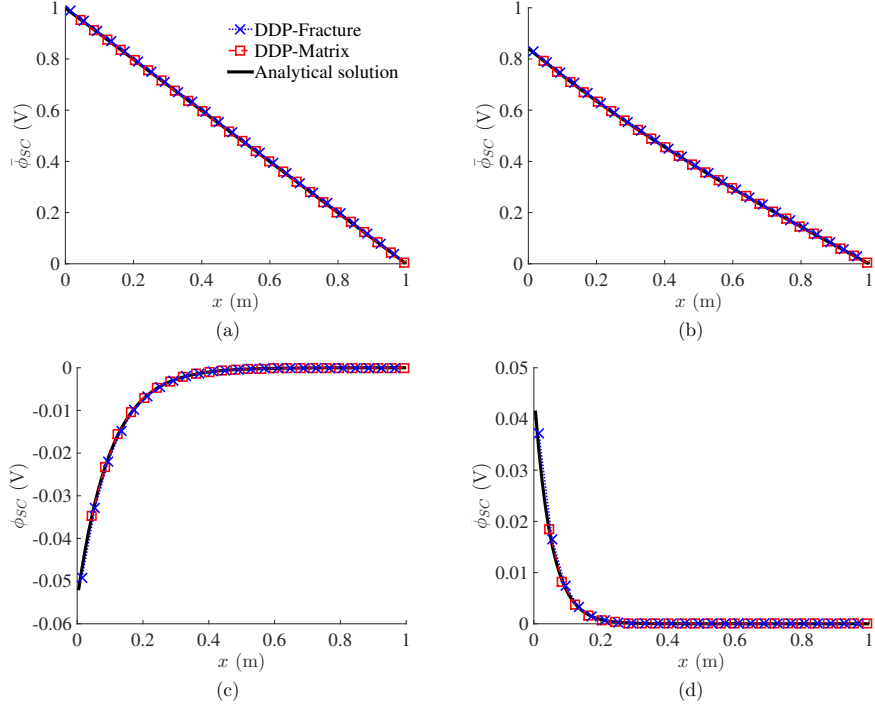 1
0.8
0.6
0.4
0.2
0
ϕ̄_SC (V)
DDP-Fracture
DDP-Matrix
Analytical solution
0 0.2 0.4 0.6 0.8 1
x (m)
(a)
1
0.8
0.6
0.4
0.2
0
ϕ̄_SC (V)
0 0.2 0.4 0.6 0.8 1
x (m)
(b)
0
-0.01
-0.02
-0.03
-0.04
-0.05
-0.06
ϕ̄_SC (V)
0 0.2 0.4 0.6 0.8 1
x (m)
(c)
0.05
0.04
0.03
0.02
0.01
0
ϕ̄_SC (V)
0 0.2 0.4 0.6 0.8 1
x (m)
(d)